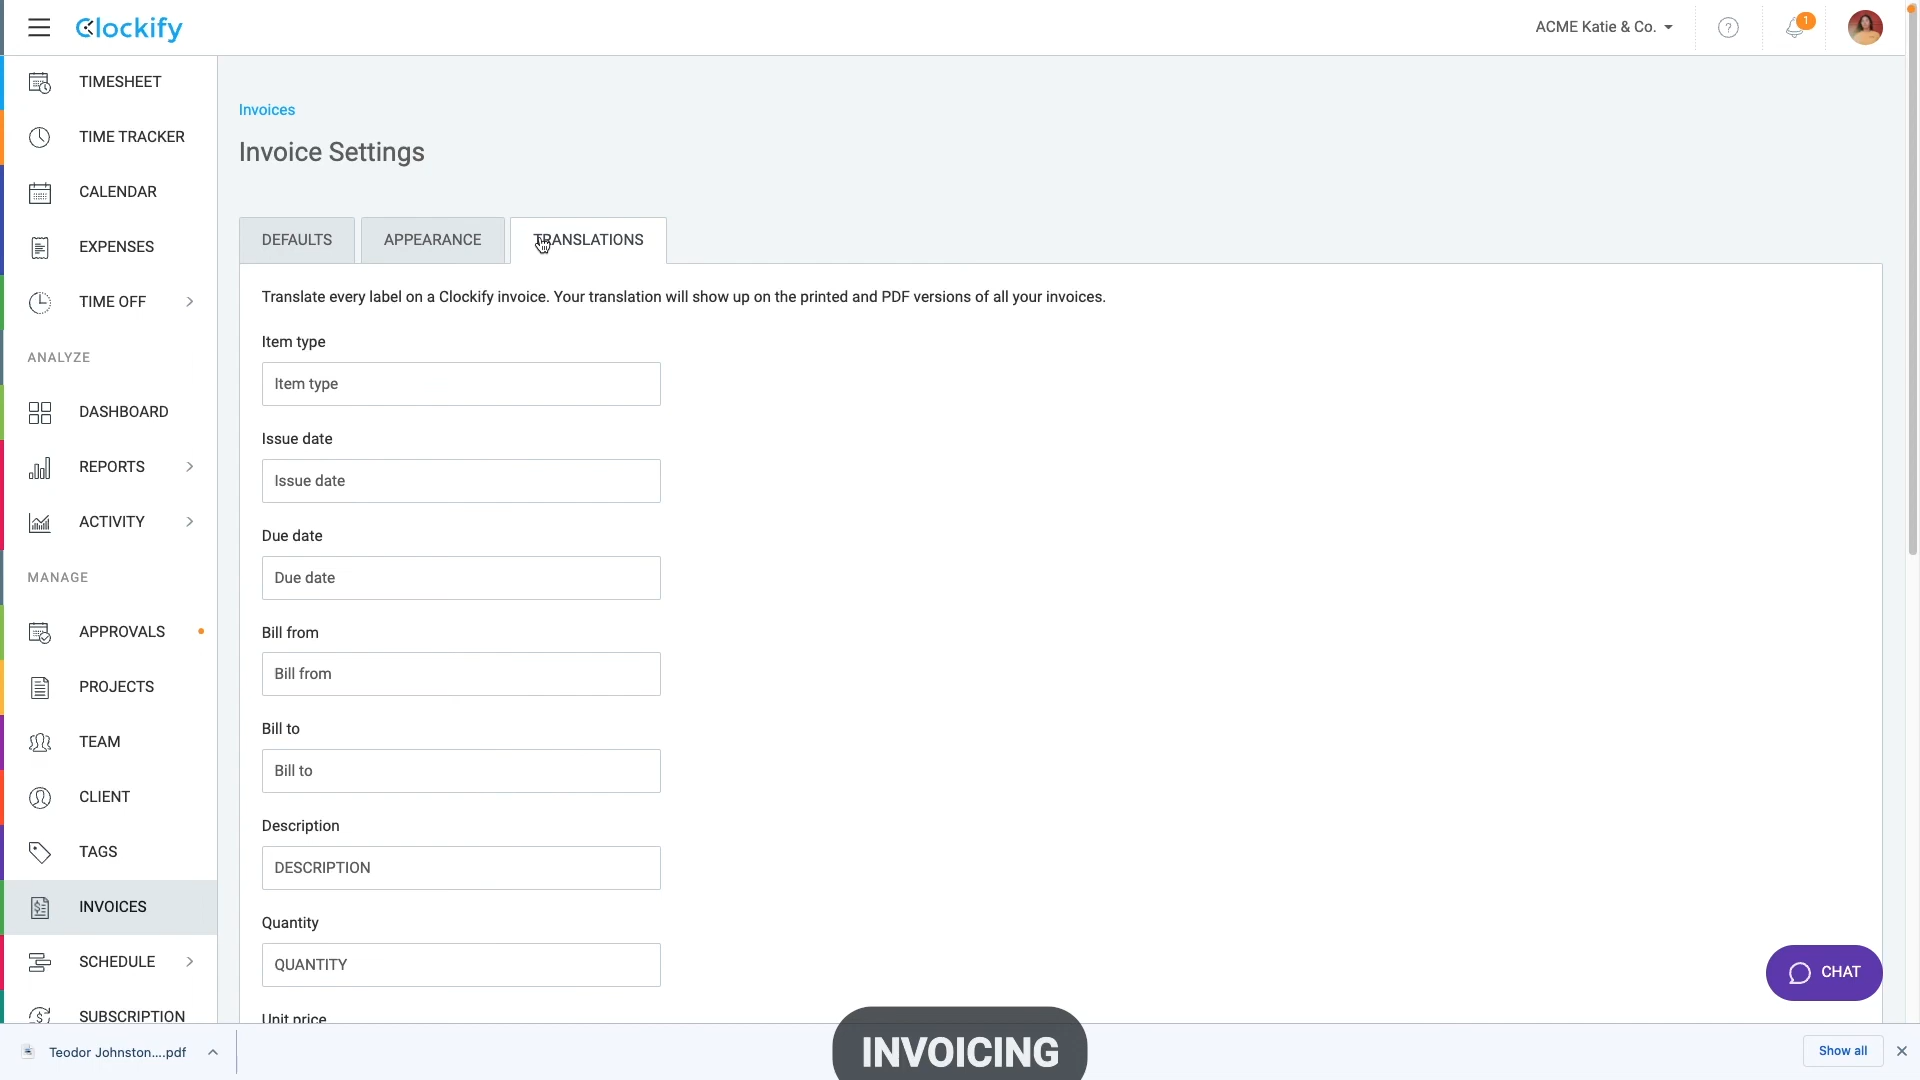 Clockify
ACME Katie & Co.
?
1
TIMESHEET
TIME TRACKER
CALENDAR
EXPENSES
TIME OFF
ANALYZE
DASHBOARD
REPORTS
ACTIVITY
MANAGE
APPROVALS
PROJECTS
TEAM
CLIENT
TAGS
INVOICES
SCHEDULE
SUBSCRIPTION
Invoices
Invoice Settings
DEFAULTS
APPEARANCE
TRANSLATIONS
Translate every label on a Clockify invoice. Your translation will show up on the printed and PDF versions of all your invoices.
Item type
Item type
Issue date
Issue date
Due date
Due date
Bill from
Bill from
Bill to
Bill to
Description
DESCRIPTION
Quantity
QUANTITY
Unit price
CHAT
Teodor Johnston....pdf
INVOICING
Show all